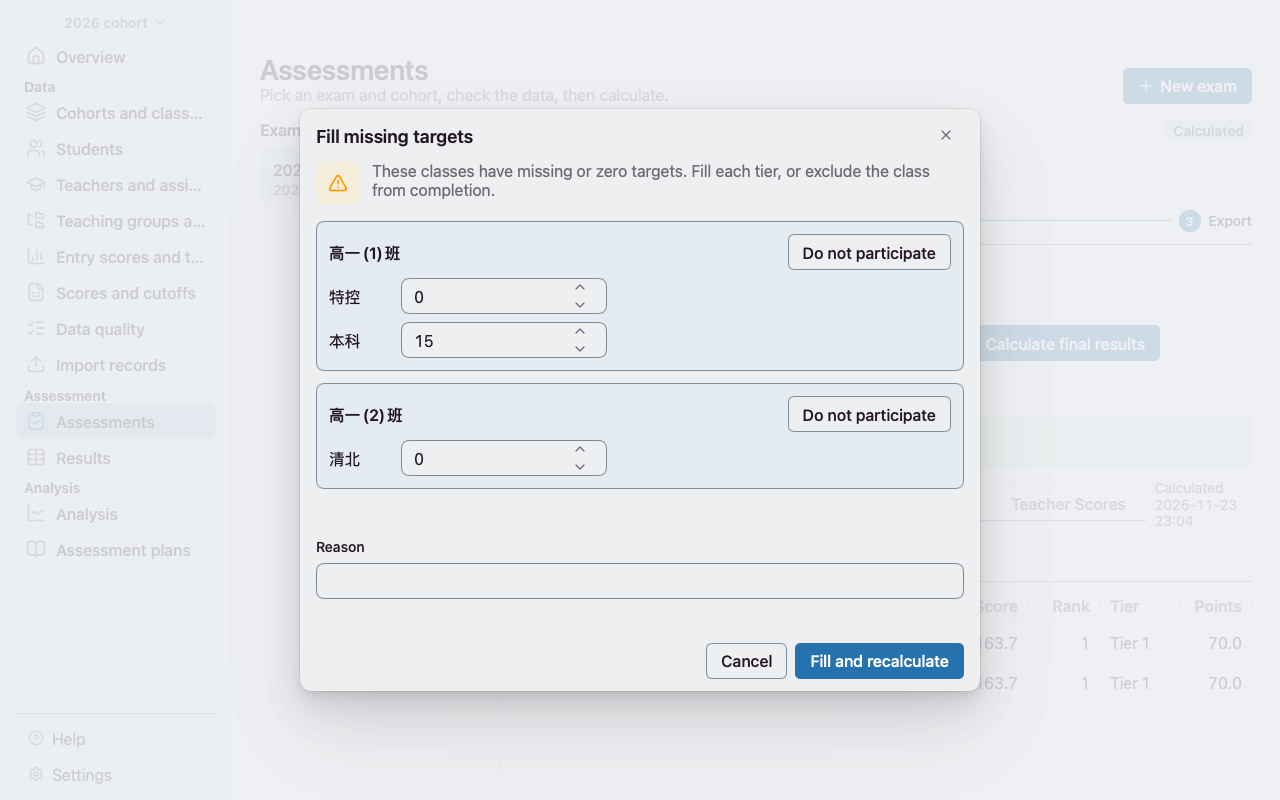 2026 cohort
Overview
Data
Cohorts and class...
Students
Teachers and assi...
Teaching groups a...
Entry scores and t...
Scores and cutoffs
Data quality
Import records
Assessment
Assessments
Results
Analysis
Analysis
Assessment plans
Help
Settings
Assessments
Pick an exam and cohort, check the data, then calculate.
+ New exam
Exam
Calculated
202
202
3 Export
Calculate final results
Teacher Scores
Calculated
2026-11-23
23:04
Score Rank Tier Points
163.7 1 Tier 1 70.0
163.7 1 Tier 1 70.0
Fill missing targets
These classes have missing or zero targets. Fill each tier, or exclude the class
from completion.
高一 (1) 班
Do not participate
特控 0
本科 15
高一 (2) 班
Do not participate
清北 0
Reason
Cancel
Fill and recalculate